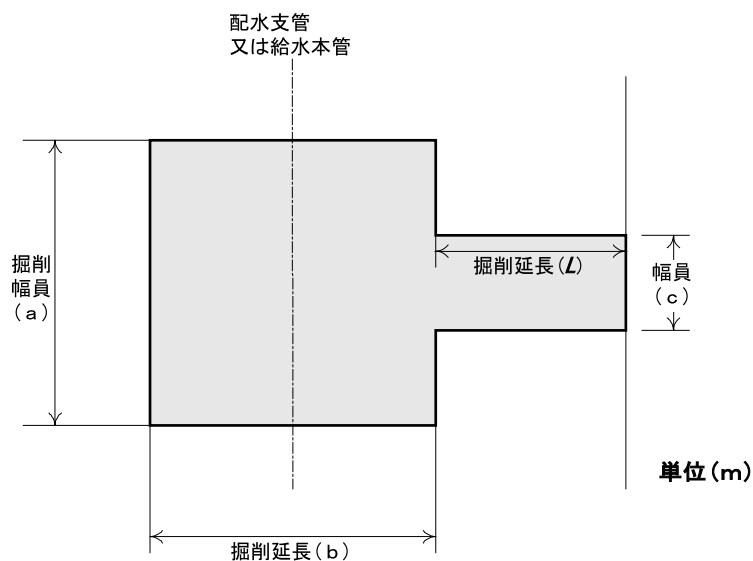 配水支管
又は給水本管
掘削
幅員
(a)
掘削延長(L)
幅員
(c)
単位(m)
掘削延長(b)